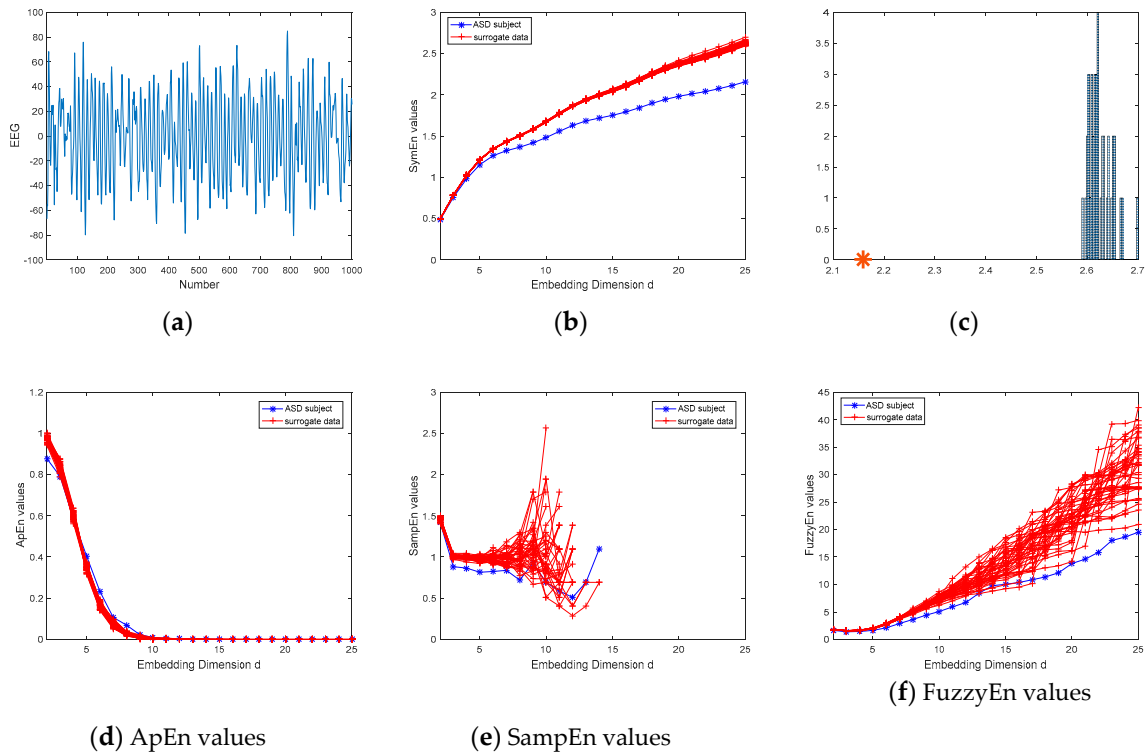 100
80
60
40
20
0
-20
-40
-60
-80
-100
EEG
100 200 300 400 500 600 700 800 900 1000
Number
(a)
3
2.5
2
1.5
1
0.5
0
SymEn values
ASD subject
surrogate data
5 10 15 20 25
Embedding Dimension d
(b)
4
3.5
3
2.5
2
1.5
1
0.5
0
2.1 2.2 2.3 2.4 2.5 2.6 2.7
(c)
1.2
1
0.8
0.6
0.4
0.2
0
ApEn values
ASD subject
surrogate data
5 10 15 20 25
Embedding Dimension d
(d) ApEn values
3
2.5
2
1.5
1
0.5
0
SampEn values
ASD subject
surrogate data
5 10 15 20 25
Embedding Dimension d
(e) SampEn values
45
40
35
30
25
20
15
10
5
0
FuzzyEn values
ASD subject
surrogate data
5 10 15 20 25
Embedding Dimension d
(f) FuzzyEn values